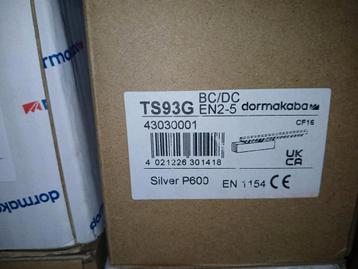 TS93G BC/DC EN2-5 dormakaba
43030001
CF16
4 021226 301418
UK CA
Silver P600 EN 1154 CE
dormakaba
dormakaba